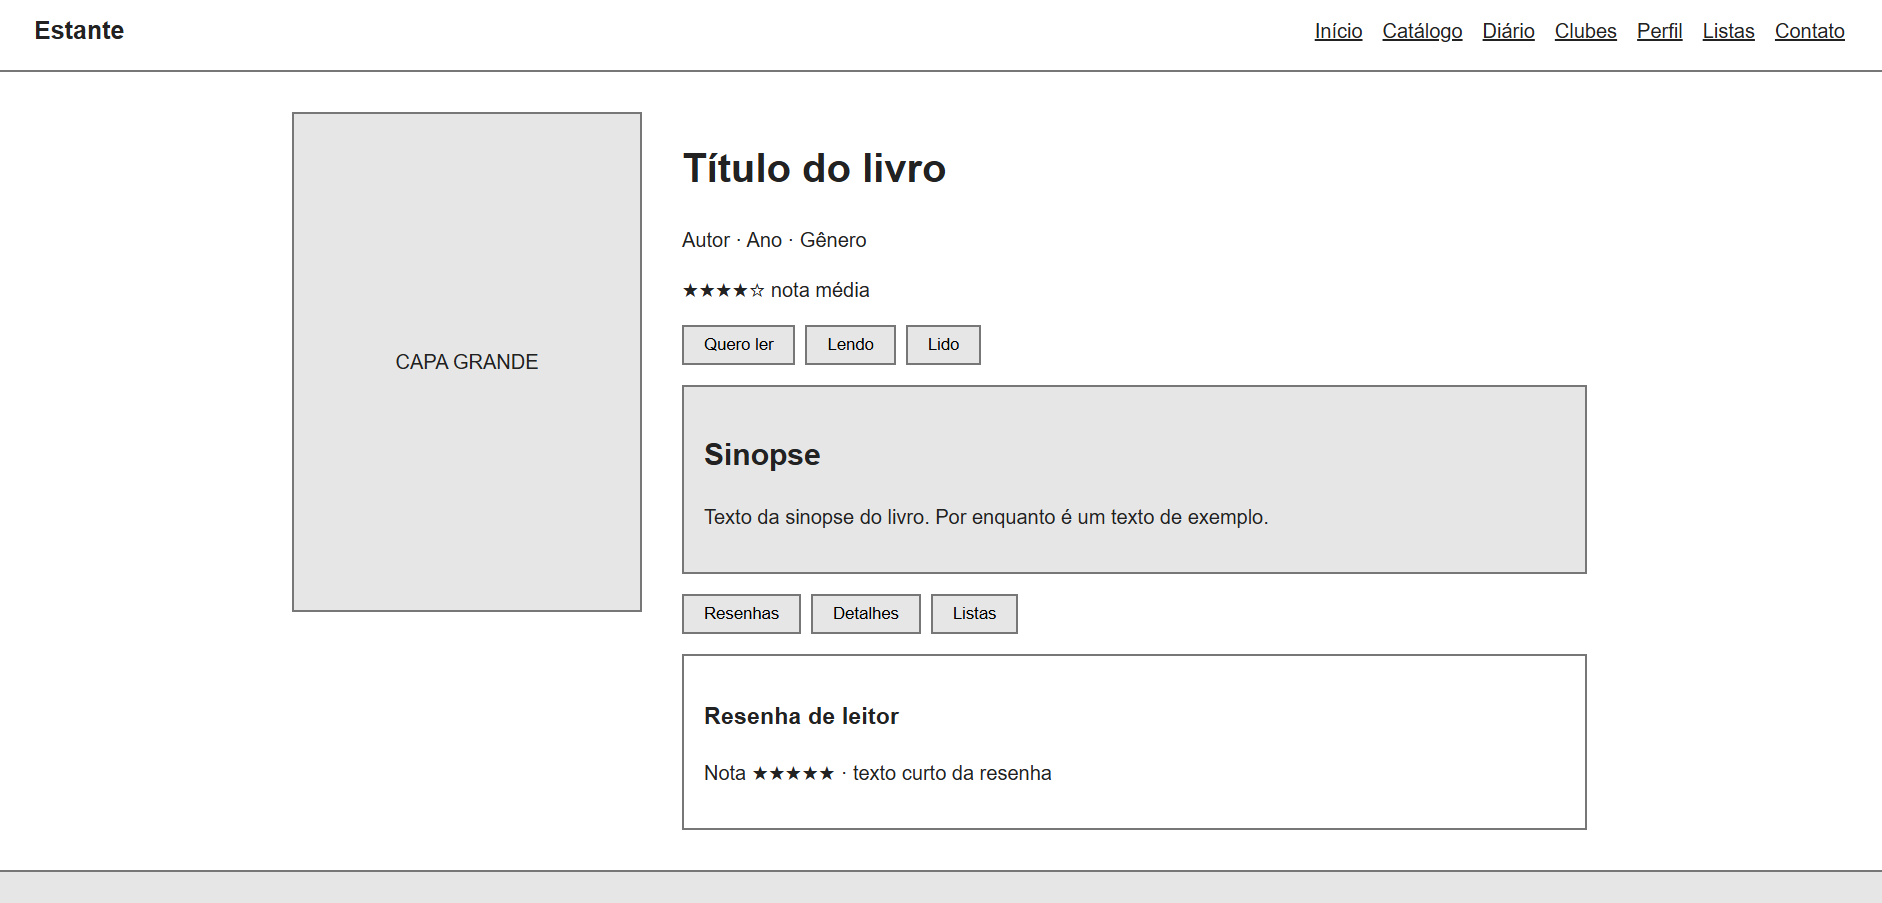 Estante
Início Catálogo Diário Clubes Perfil Listas Contato
CAPA GRANDE
Título do livro
Autor · Ano · Gênero
★★★★☆ nota média
Quero ler Lendo Lido
Sinopse
Texto da sinopse do livro. Por enquanto é um texto de exemplo.
Resenhas Detalhes Listas
Resenha de leitor
Nota ★★★★★ · texto curto da resenha